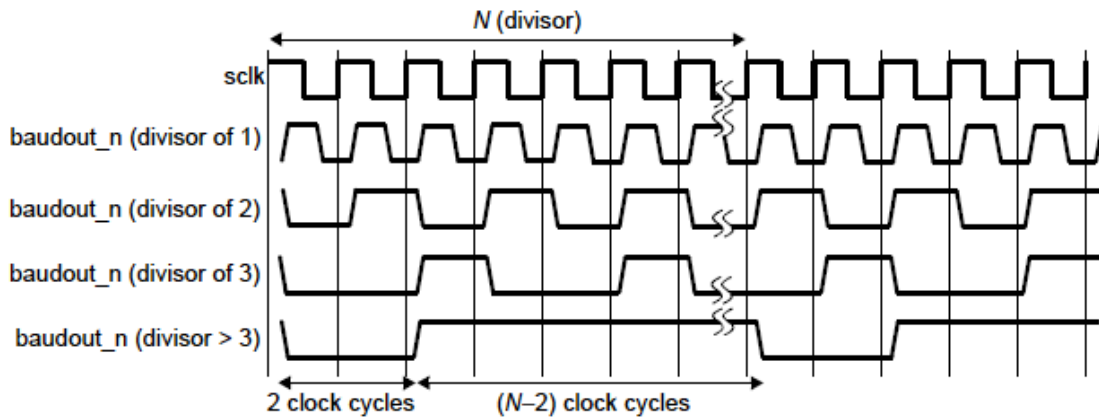 N (divisor)
sclk
baudout_n (divisor of 1)
baudout_n (divisor of 2)
baudout_n (divisor of 3)
baudout_n (divisor > 3)
2 clock cycles
(N–2) clock cycles